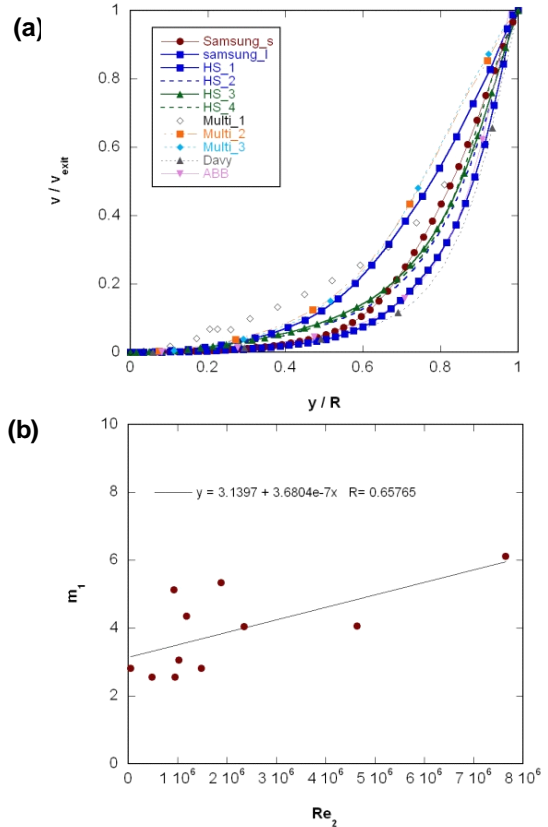 (a)
1
0.8
0.6
0.4
0.2
0
v / v_exit
Samsung_s
samsung_l
HS_1
HS_2
HS_3
HS_4
Multi_1
Multi_2
Multi_3
Davy
ABB
0 0.2 0.4 0.6 0.8 1
y / R
(b)
10
8
6
4
2
0
m_1
y = 3.1397 + 3.6804e-7x R= 0.65765
0 1 10^6 2 10^6 3 10^6 4 10^6 5 10^6 6 10^6 7 10^6 8 10^6
Re_2